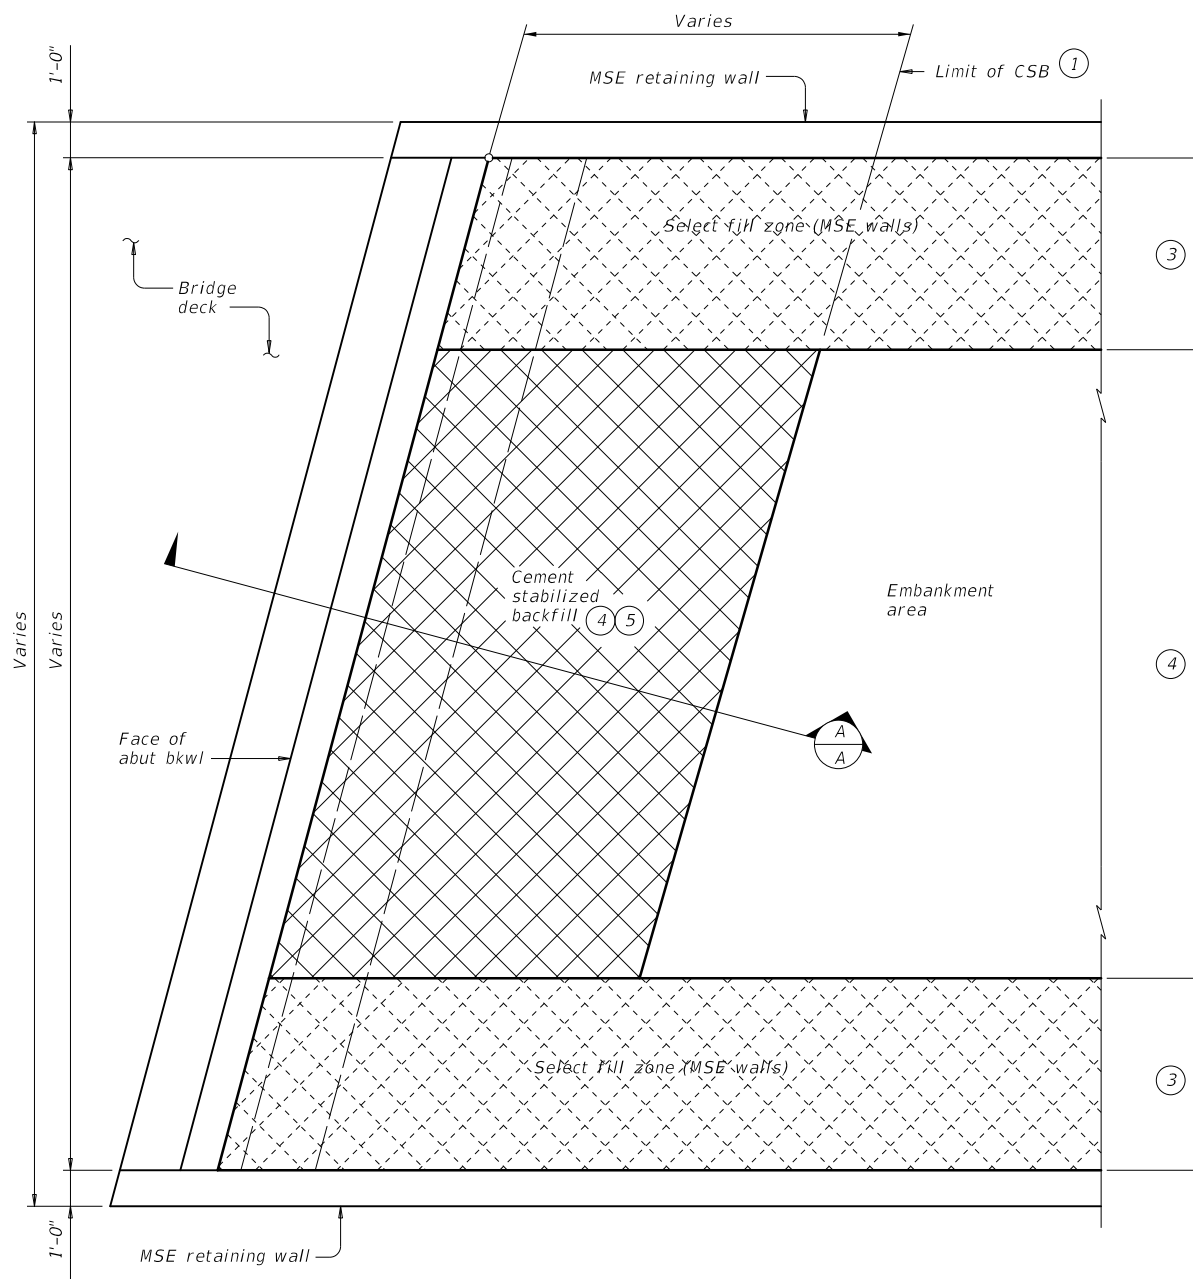 Varies
1'-0"
Limit of CSB 1
MSE retaining wall
Select fill zone (MSE walls)
3
Bridge
deck
Cement
stabilized
backfill 4 5
Embankment
area
Varies
Varies
4
A
A
Face of
abut bkwl
Select fill zone (MSE walls)
3
1'-0"
MSE retaining wall